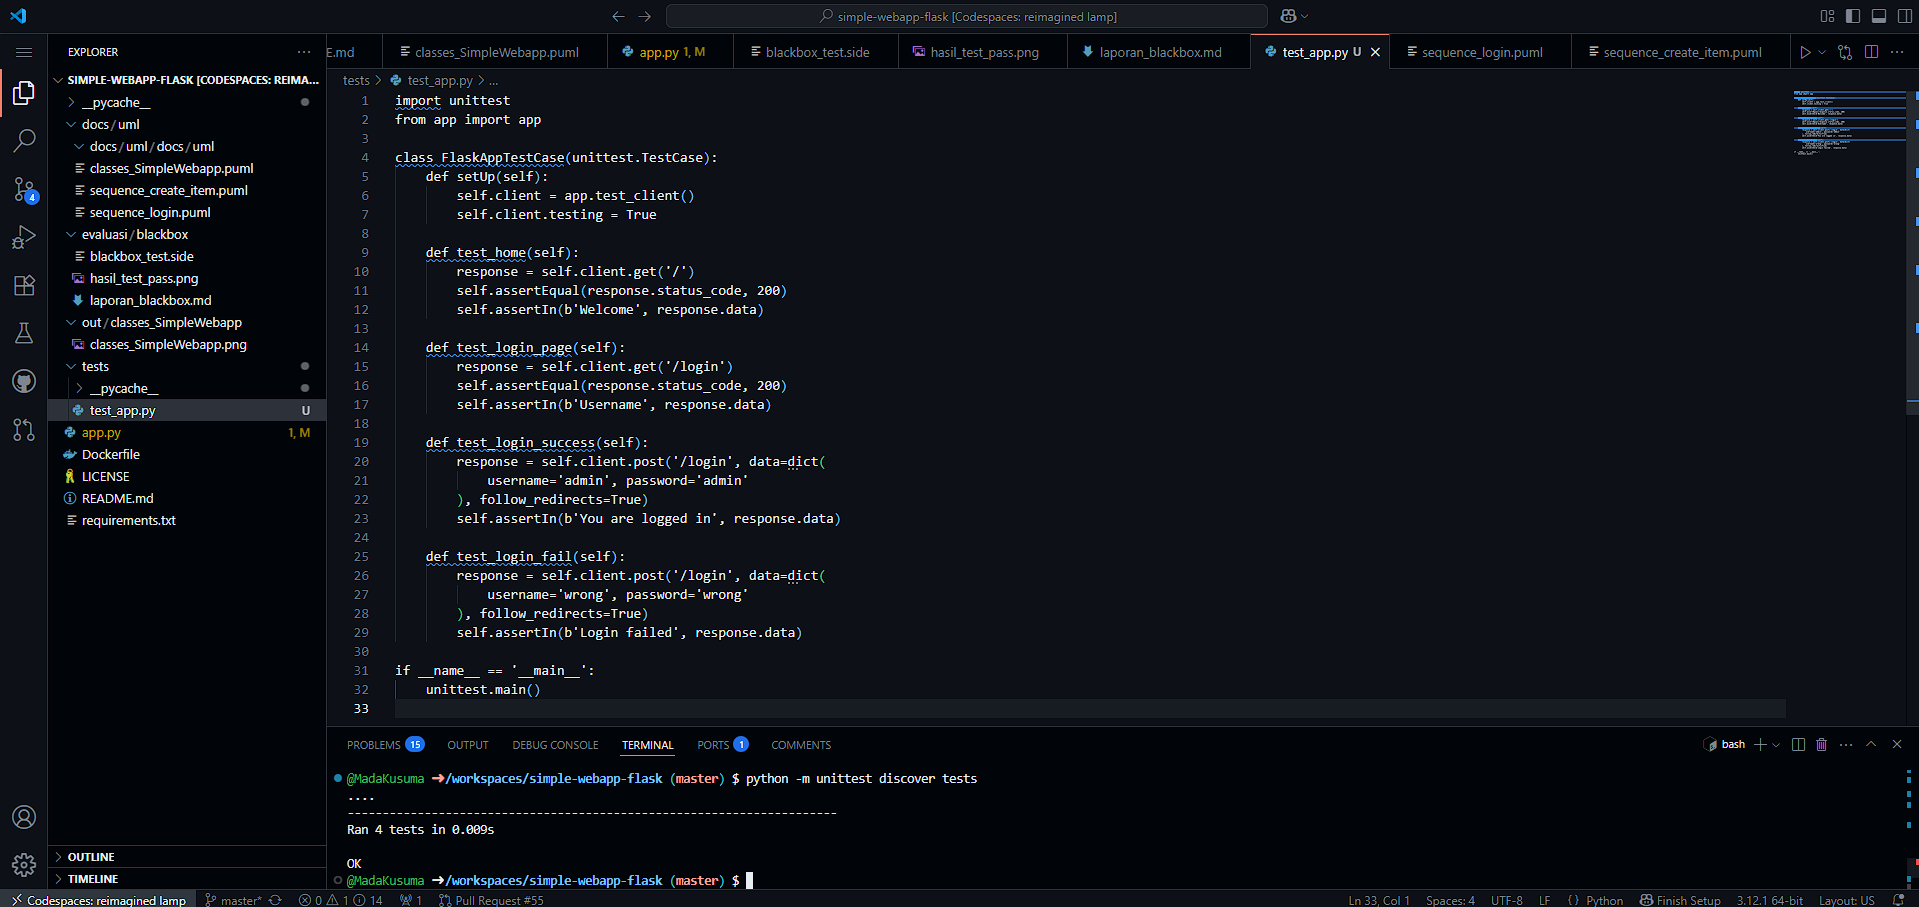 simple-webapp-flask [Codespaces: reimagined lamp]
EXPLORER
E.md
classes_SimpleWebapp.puml
app.py 1, M
blackbox_test.side
hasil_test_pass.png
laporan_blackbox.md
test_app.py U
sequence_login.puml
sequence_create_item.puml
SIMPLE-WEBAPP-FLASK [CODESPACES: REIMA...
__pycache__
docs/uml
docs/uml/docs/uml
classes_SimpleWebapp.puml
sequence_create_item.puml
sequence_login.puml
evaluasi/blackbox
blackbox_test.side
hasil_test_pass.png
laporan_blackbox.md
out/classes_SimpleWebapp
classes_SimpleWebapp.png
tests
__pycache__
test_app.py U
app.py 1, M
Dockerfile
LICENSE
README.md
requirements.txt
OUTLINE
TIMELINE
4
tests > test_app.py > ...
1 import unittest
2 from app import app
3
4 class FlaskAppTestCase(unittest.TestCase):
5 def setUp(self):
6 self.client = app.test_client()
7 self.client.testing = True
8
9 def test_home(self):
10 response = self.client.get('/')
11 self.assertEqual(response.status_code, 200)
12 self.assertIn(b'Welcome', response.data)
13
14 def test_login_page(self):
15 response = self.client.get('/login')
16 self.assertEqual(response.status_code, 200)
17 self.assertIn(b'Username', response.data)
18
19 def test_login_success(self):
20 response = self.client.post('/login', data=dict(
21 username='admin', password='admin'
22 ), follow_redirects=True)
23 self.assertIn(b'You are logged in', response.data)
24
25 def test_login_fail(self):
26 response = self.client.post('/login', data=dict(
27 username='wrong', password='wrong'
28 ), follow_redirects=True)
29 self.assertIn(b'Login failed', response.data)
30
31 if __name__ == '__main__':
32 unittest.main()
33
PROBLEMS 15 OUTPUT DEBUG CONSOLE TERMINAL PORTS 1 COMMENTS
bash
@MadaKusuma ➜/workspaces/simple-webapp-flask (master) $ python -m unittest discover tests
....
----------------------------------------------------------------------
Ran 4 tests in 0.009s
OK
@MadaKusuma ➜/workspaces/simple-webapp-flask (master) $
Codespaces: reimagined lamp master* 0 1 14 1 Pull Request #55 Ln 33, Col 1 Spaces: 4 UTF-8 LF {} Python Finish Setup 3.12.1 64-bit Layout: US